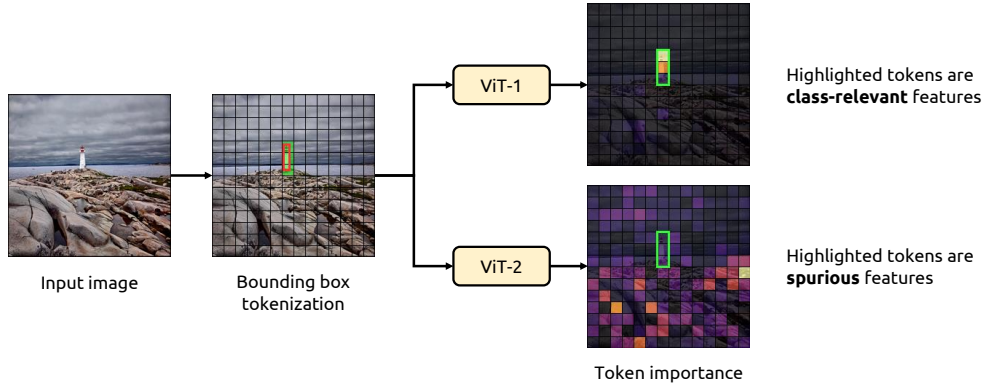 Input image
Bounding box
tokenization
ViT-1
ViT-2
Highlighted tokens are
class-relevant features
Highlighted tokens are
spurious features
Token importance